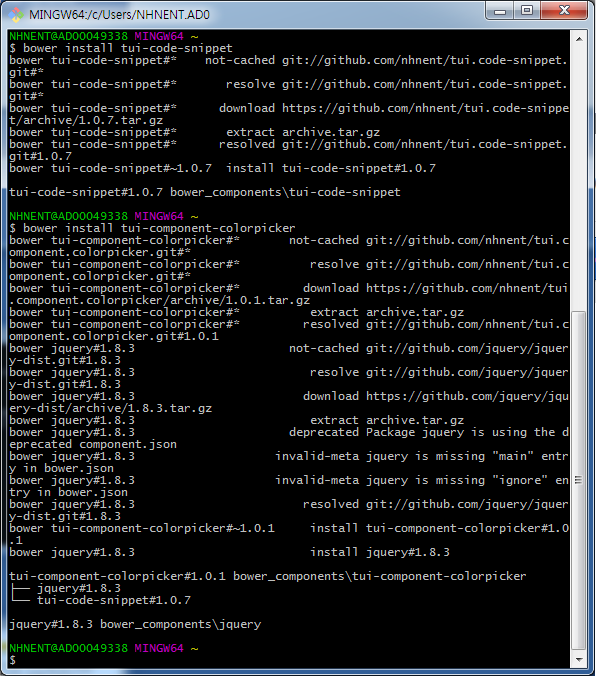 MINGW64:/c/Users/NHNENT.AD0
NHNENT@AD00049338 MINGW64 ~
$ bower install tui-code-snippet
bower tui-code-snippet#*    not-cached git://github.com/nhnent/tui.code-snippet.
git#*
bower tui-code-snippet#*       resolve git://github.com/nhnent/tui.code-snippet.
git#*
bower tui-code-snippet#*      download https://github.com/nhnent/tui.code-snippe
t/archive/1.0.7.tar.gz
bower tui-code-snippet#*       extract archive.tar.gz
bower tui-code-snippet#*      resolved git://github.com/nhnent/tui.code-snippet.
git#1.0.7
bower tui-code-snippet#~1.0.7  install tui-code-snippet#1.0.7
tui-code-snippet#1.0.7 bower_components\tui-code-snippet
NHNENT@AD00049338 MINGW64 ~
$ bower install tui-component-colorpicker
bower tui-component-colorpicker#*       not-cached git://github.com/nhnent/tui.c
omponent.colorpicker.git#*
bower tui-component-colorpicker#*          resolve git://github.com/nhnent/tui.c
omponent.colorpicker.git#*
bower tui-component-colorpicker#*         download https://github.com/nhnent/tui
.component.colorpicker/archive/1.0.1.tar.gz
bower tui-component-colorpicker#*          extract archive.tar.gz
bower tui-component-colorpicker#*         resolved git://github.com/nhnent/tui.c
omponent.colorpicker.git#1.0.1
bower jquery#1.8.3                      not-cached git://github.com/jquery/jquer
y-dist.git#1.8.3
bower jquery#1.8.3                         resolve git://github.com/jquery/jquer
y-dist.git#1.8.3
bower jquery#1.8.3                        download https://github.com/jquery/jqu
ery-dist/archive/1.8.3.tar.gz
bower jquery#1.8.3                         extract archive.tar.gz
bower jquery#1.8.3                      deprecated Package jquery is using the d
eprecated component.json
bower jquery#1.8.3                    invalid-meta jquery is missing "main" entr
y in bower.json
bower jquery#1.8.3                    invalid-meta jquery is missing "ignore" en
try in bower.json
bower jquery#1.8.3                        resolved git://github.com/jquery/jquer
y-dist.git#1.8.3
bower tui-component-colorpicker#~1.0.1     install tui-component-colorpicker#1.0
.1
bower jquery#1.8.3                         install jquery#1.8.3
tui-component-colorpicker#1.0.1 bower_components\tui-component-colorpicker
├── jquery#1.8.3
└── tui-code-snippet#1.0.7
jquery#1.8.3 bower_components\jquery
NHNENT@AD00049338 MINGW64 ~
$